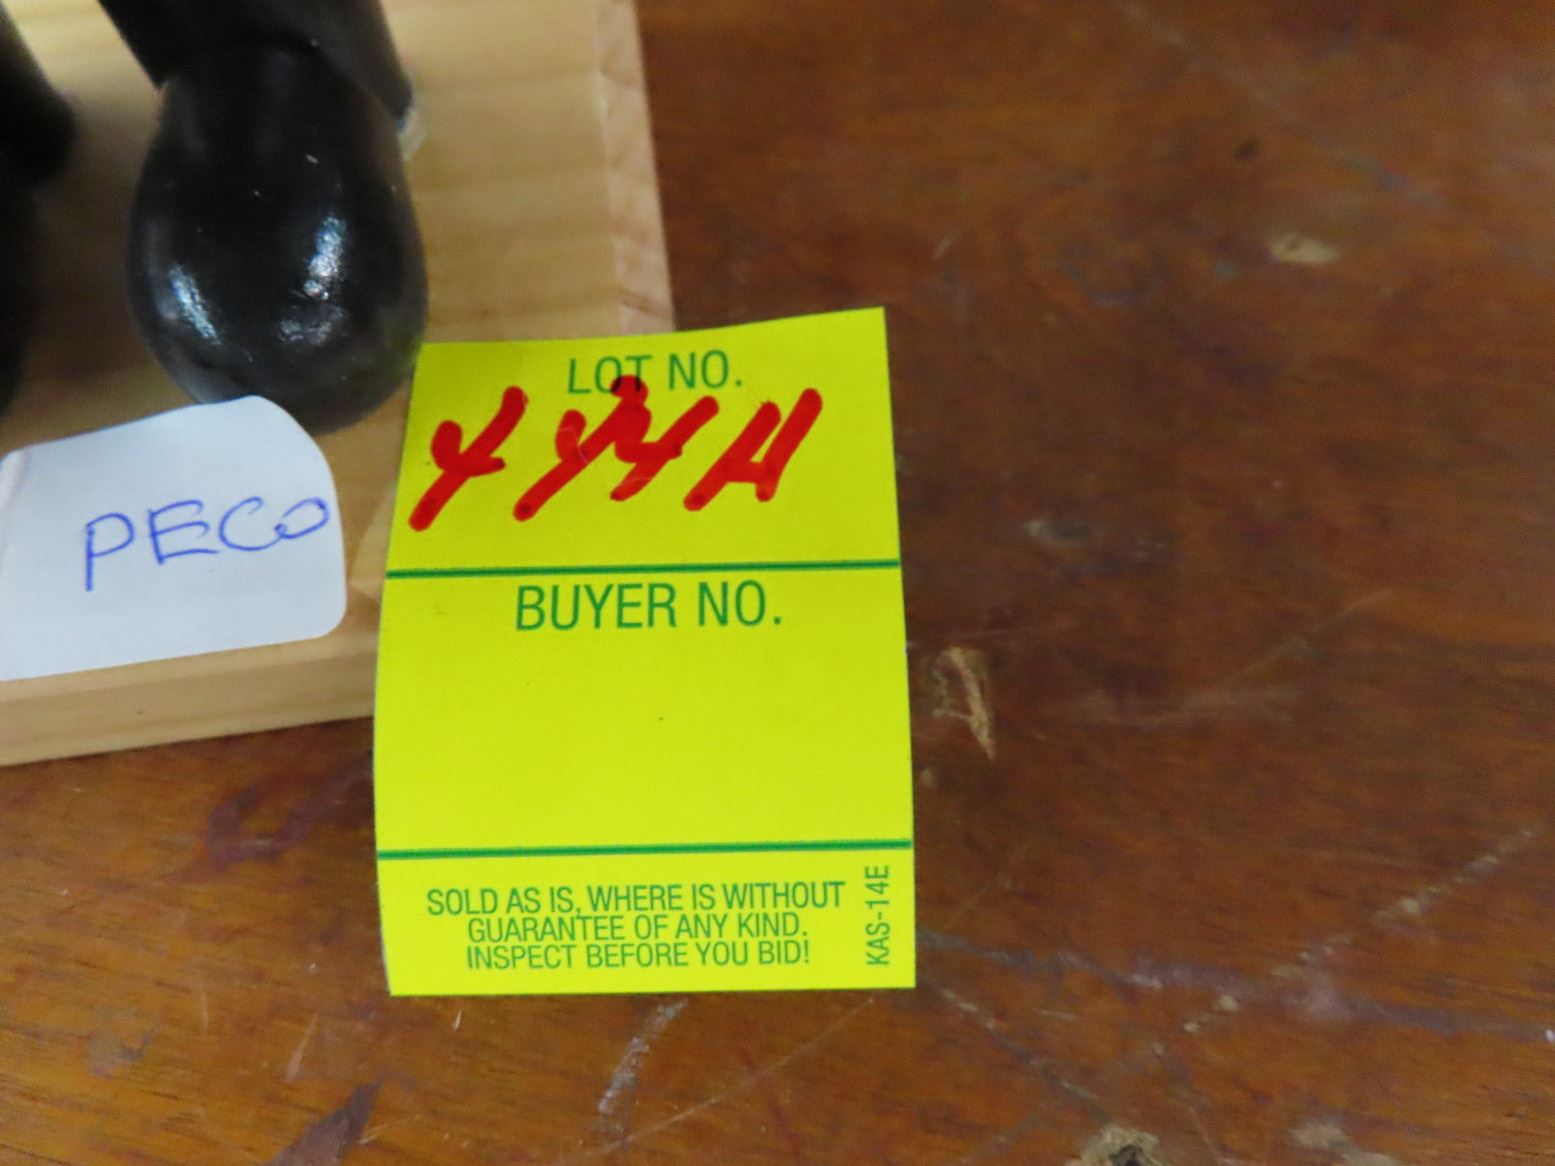 LOT NO.
444H
BUYER NO.
PECO
SOLD AS IS, WHERE IS WITHOUT
GUARANTEE OF ANY KIND.
INSPECT BEFORE YOU BID!
KAS-14E